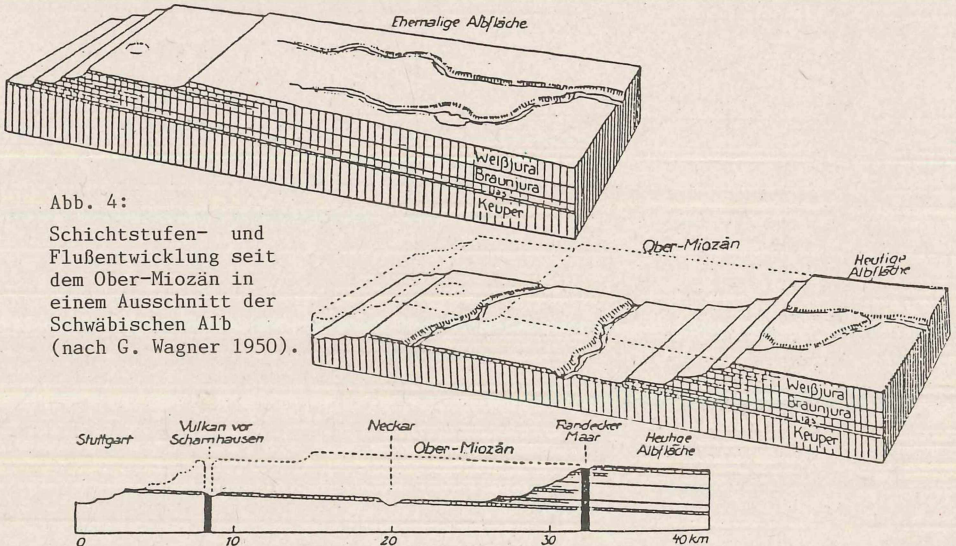 Ehemalige Albfläche
Weißjura
Braunjura
Lias
Keuper
Abb. 4:
Schichtstufen- und
Flußentwicklung seit
dem Ober-Miozän in
einem Ausschnitt der
Schwäbischen Alb
(nach G. Wagner 1950).
Ober-Miozän
Heutige
Albfläche
Weißjura
Braunjura
Lias
Keuper
Stuttgart
Vulkan vor
Scharnhausen
Neckar
Ober-Miozän
Randecker
Maar
Heutige
Albfläche
0 10 20 30 40 km